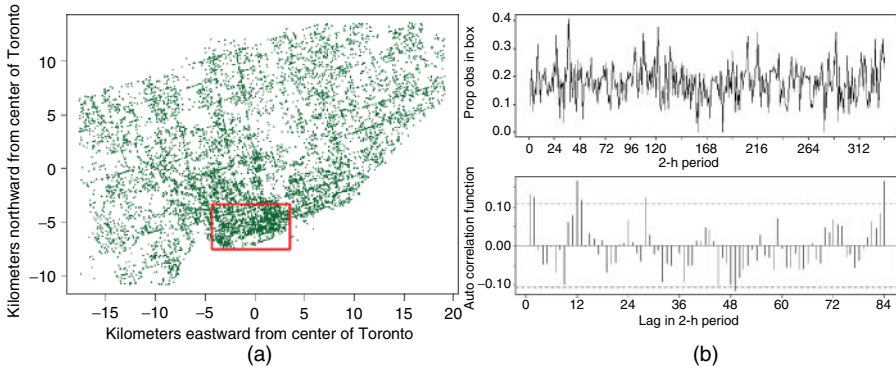 Kilometers northward from center of Toronto
10
5
0
−5
−10
−15 −10 −5 0 5 10 15 20
Kilometers eastward from center of Toronto
(a)
Prop obs in box
0.4
0.3
0.2
0.1
0.0
0 24 48 72 96 120 168 216 264 312
2-h period
Auto correlation function
0.10
0.00
−0.10
0 12 24 36 48 60 72 84
Lag in 2-h period
(b)